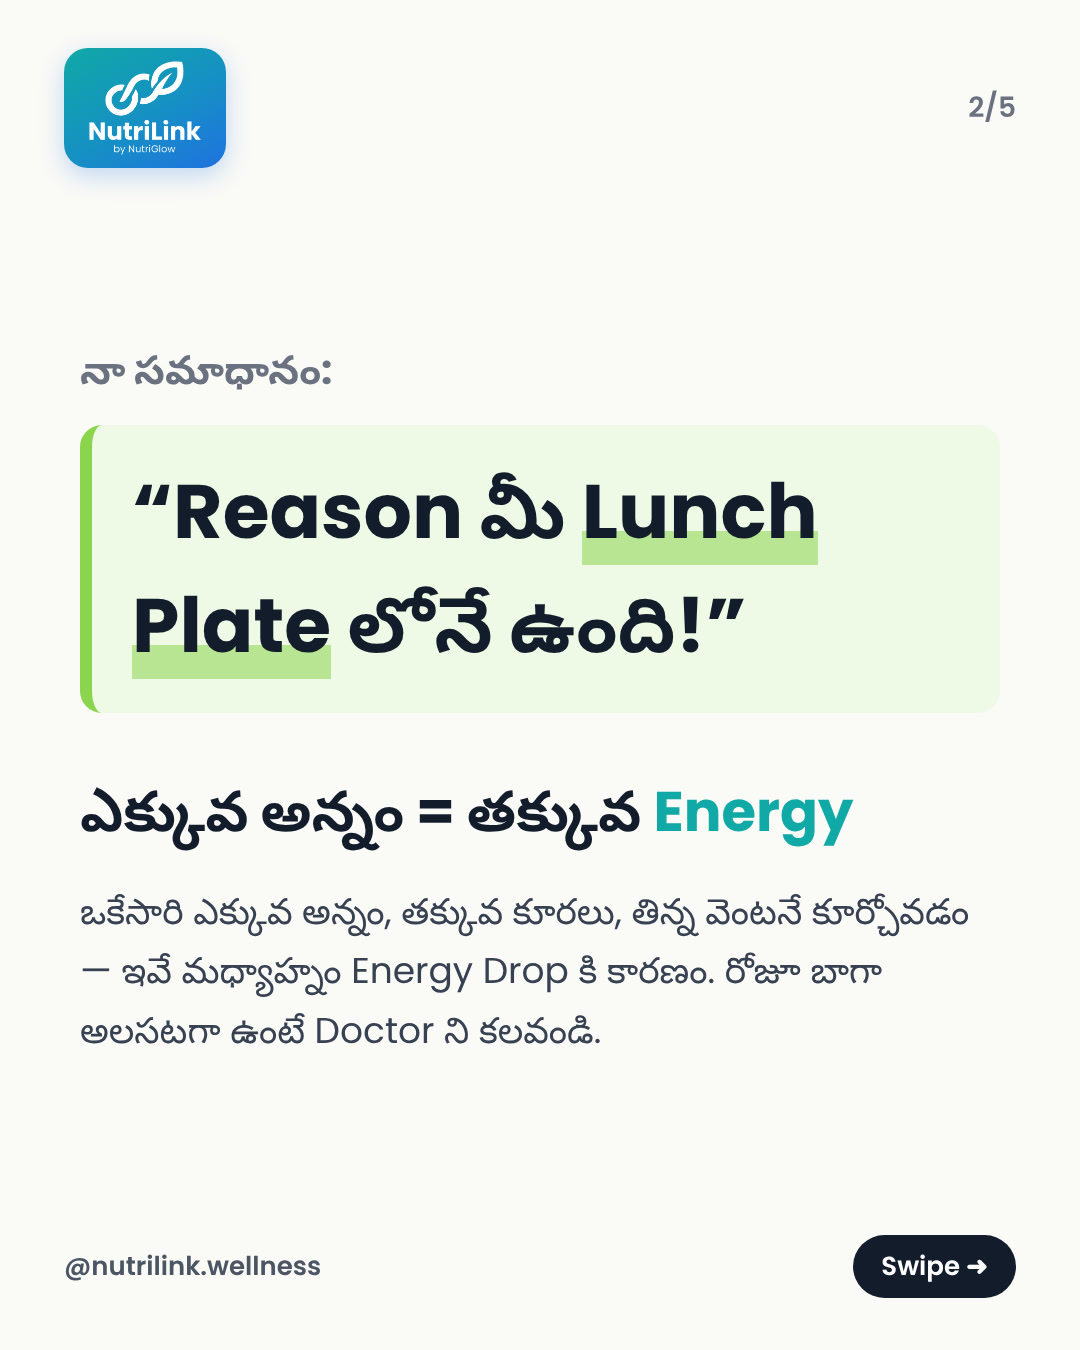 NutriLink
by NutriGlow
2/5
నా సమాధానం:
“Reason మీ Lunch
Plate లోనే ఉంది!”
ఎక్కువ అన్నం = తక్కువ Energy
ఒకేసారి ఎక్కువ అన్నం, తక్కువ కూరలు, తిన్న వెంటనే కూర్చోవడం
— ఇవే మధ్యాహ్నం Energy Drop కి కారణం. రోజూ బాగా
అలసటగా ఉంటే Doctor ని కలవండి.
@nutrilink.wellness
Swipe ➜